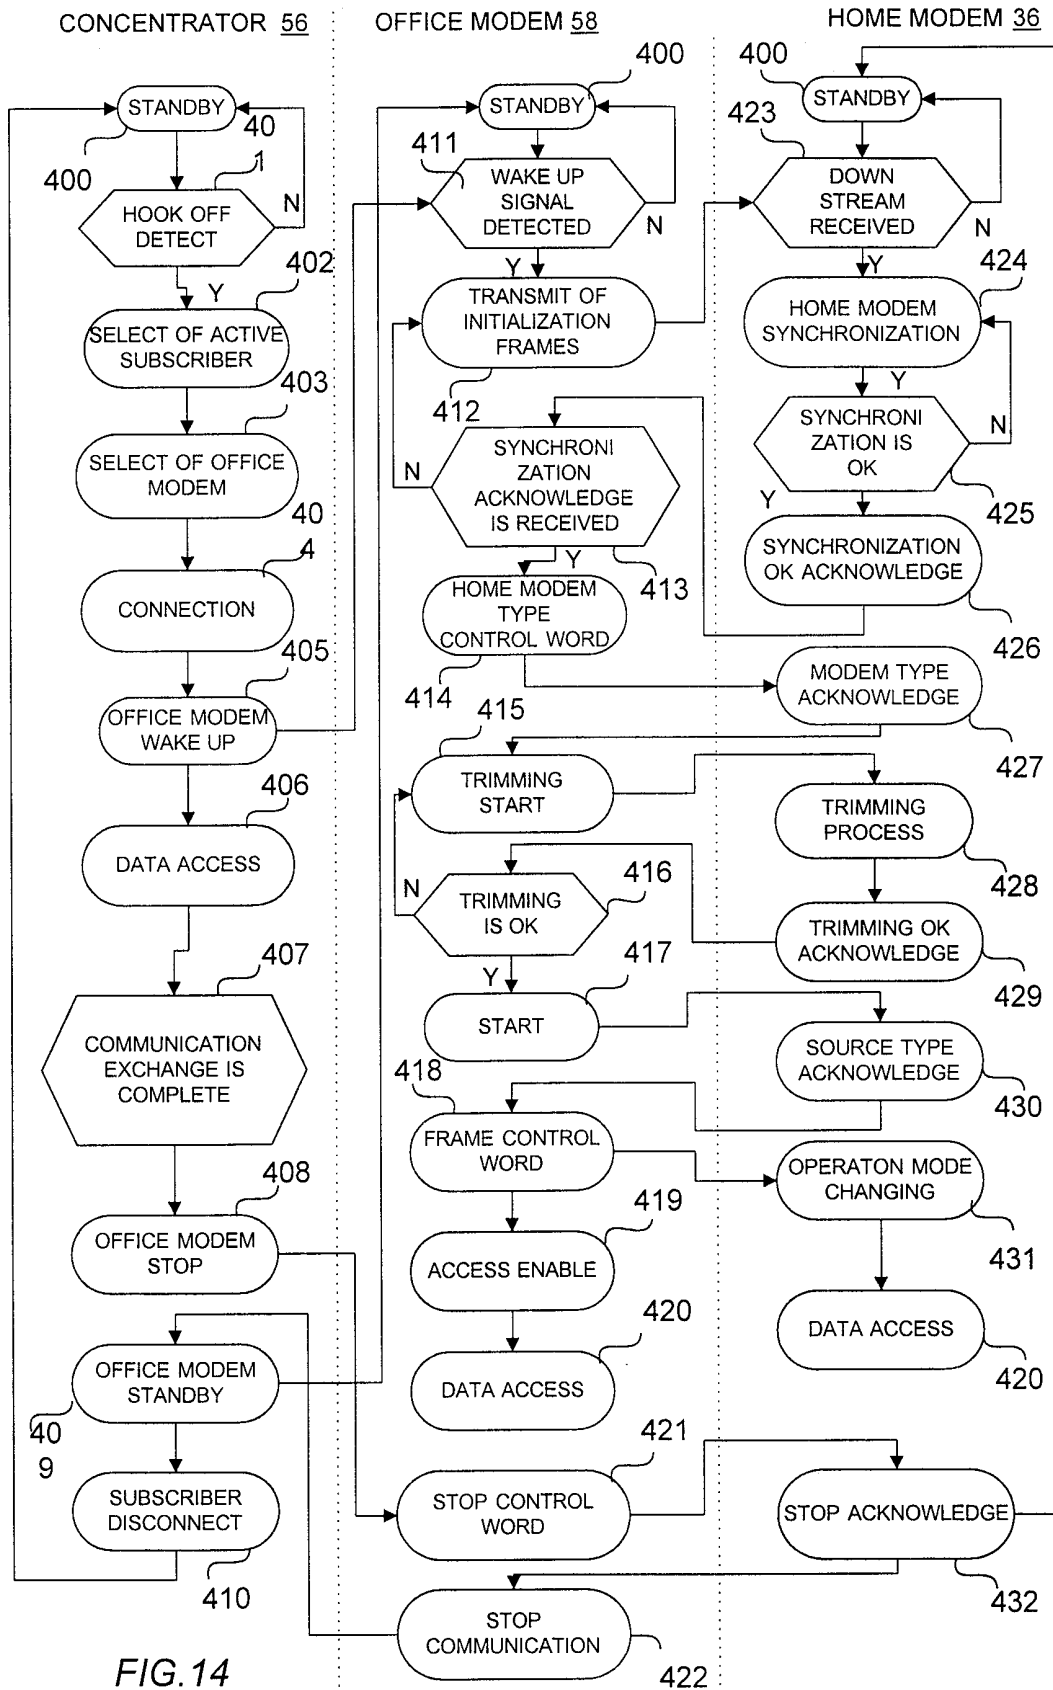 CONCENTRATOR 56
STANDBY
40
400
1
HOOK OFF
DETECT
N
Y
402
SELECT OF ACTIVE
SUBSCRIBER
403
SELECT OF OFFICE
MODEM
40
4
CONNECTION
405
OFFICE MODEM
WAKE UP
406
DATA ACCESS
407
COMMUNICATION
EXCHANGE IS
COMPLETE
408
OFFICE MODEM
STOP
OFFICE MODEM
STANDBY
40
9
SUBSCRIBER
DISCONNECT
410
OFFICE MODEM 58
400
STANDBY
411
WAKE UP
SIGNAL
DETECTED
N
Y
TRANSMIT OF
INITIALIZATION
FRAMES
412
N
SYNCHRONI
ZATION
ACKNOWLEDGE
IS RECEIVED
Y
413
HOME MODEM
TYPE
CONTROL WORD
414
415
TRIMMING
START
416
N
TRIMMING
IS OK
Y
417
START
418
FRAME CONTROL
WORD
419
ACCESS ENABLE
420
DATA ACCESS
421
STOP CONTROL
WORD
STOP
COMMUNICATION
422
HOME MODEM 36
400
STANDBY
423
DOWN
STREAM
RECEIVED
N
Y
424
HOME MODEM
SYNCHRONIZATION
Y
SYNCHRONI
ZATION IS
OK
N
Y
425
SYNCHRONIZATION
OK ACKNOWLEDGE
426
MODEM TYPE
ACKNOWLEDGE
427
TRIMMING
PROCESS
428
TRIMMING OK
ACKNOWLEDGE
429
SOURCE TYPE
ACKNOWLEDGE
430
OPERATON MODE
CHANGING
431
DATA ACCESS
420
STOP ACKNOWLEDGE
432
FIG.14